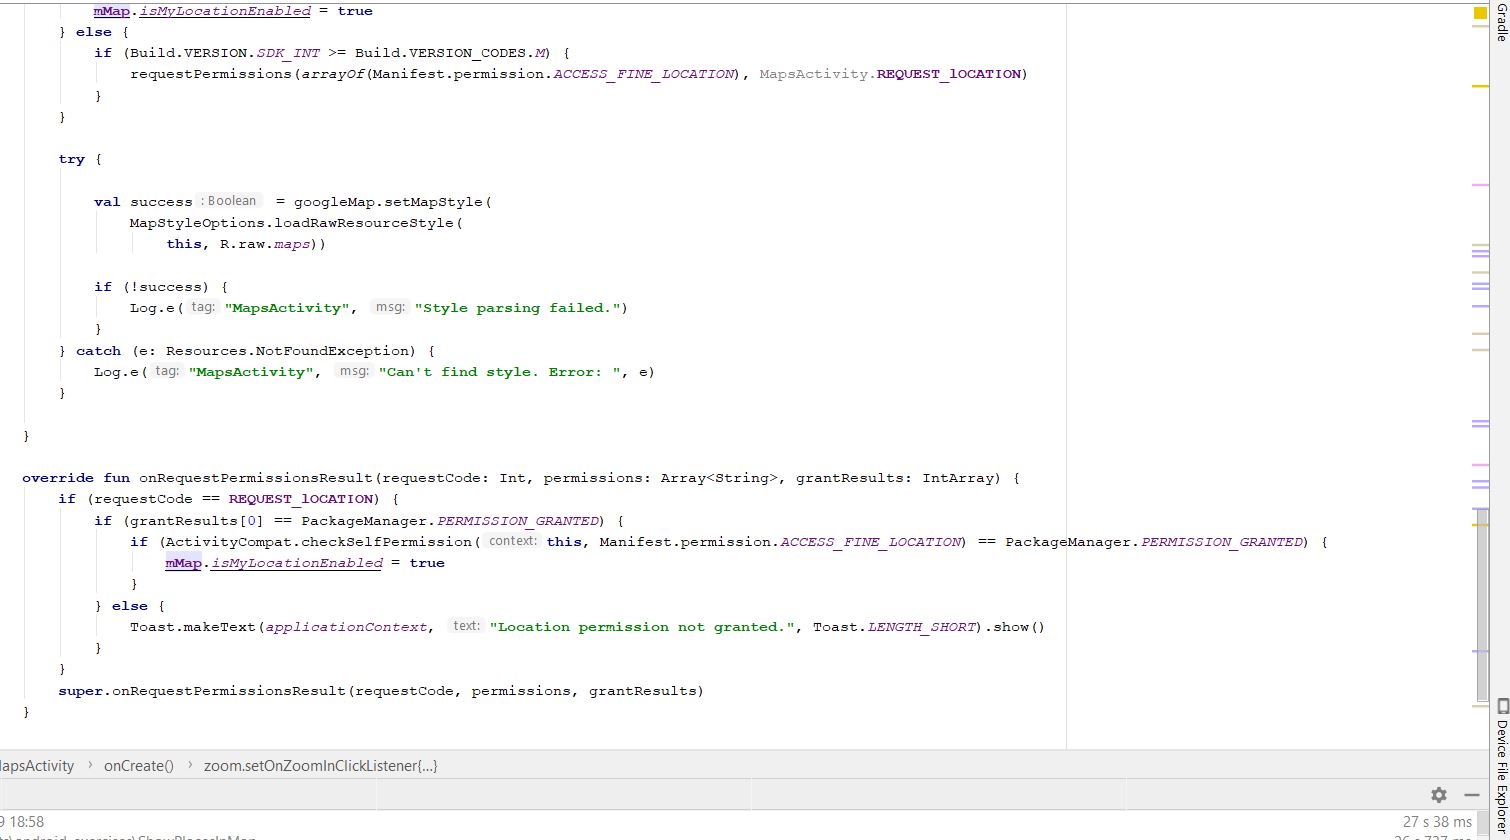 mMap.isMyLocationEnabled = true
} else {
if (Build.VERSION.SDK_INT >= Build.VERSION_CODES.M) {
requestPermissions(arrayOf(Manifest.permission.ACCESS_FINE_LOCATION), MapsActivity.REQUEST_lOCATION)
}
}
try {
val success : Boolean = googleMap.setMapStyle(
MapStyleOptions.loadRawResourceStyle(
this, R.raw.maps))
if (!success) {
Log.e( tag: "MapsActivity", msg: "Style parsing failed.")
}
} catch (e: Resources.NotFoundException) {
Log.e( tag: "MapsActivity", msg: "Can't find style. Error: ", e)
}
}
override fun onRequestPermissionsResult(requestCode: Int, permissions: Array<String>, grantResults: IntArray) {
if (requestCode == REQUEST_lOCATION) {
if (grantResults[0] == PackageManager.PERMISSION_GRANTED) {
if (ActivityCompat.checkSelfPermission( context: this, Manifest.permission.ACCESS_FINE_LOCATION) == PackageManager.PERMISSION_GRANTED) {
mMap.isMyLocationEnabled = true
}
} else {
Toast.makeText(applicationContext, text: "Location permission not granted.", Toast.LENGTH_SHORT).show()
}
}
super.onRequestPermissionsResult(requestCode, permissions, grantResults)
}
apsActivity › onCreate() › zoom.setOnZoomInClickListener{...}
9 18:58
27 s 38 ms
Gradle
Device File Explorer